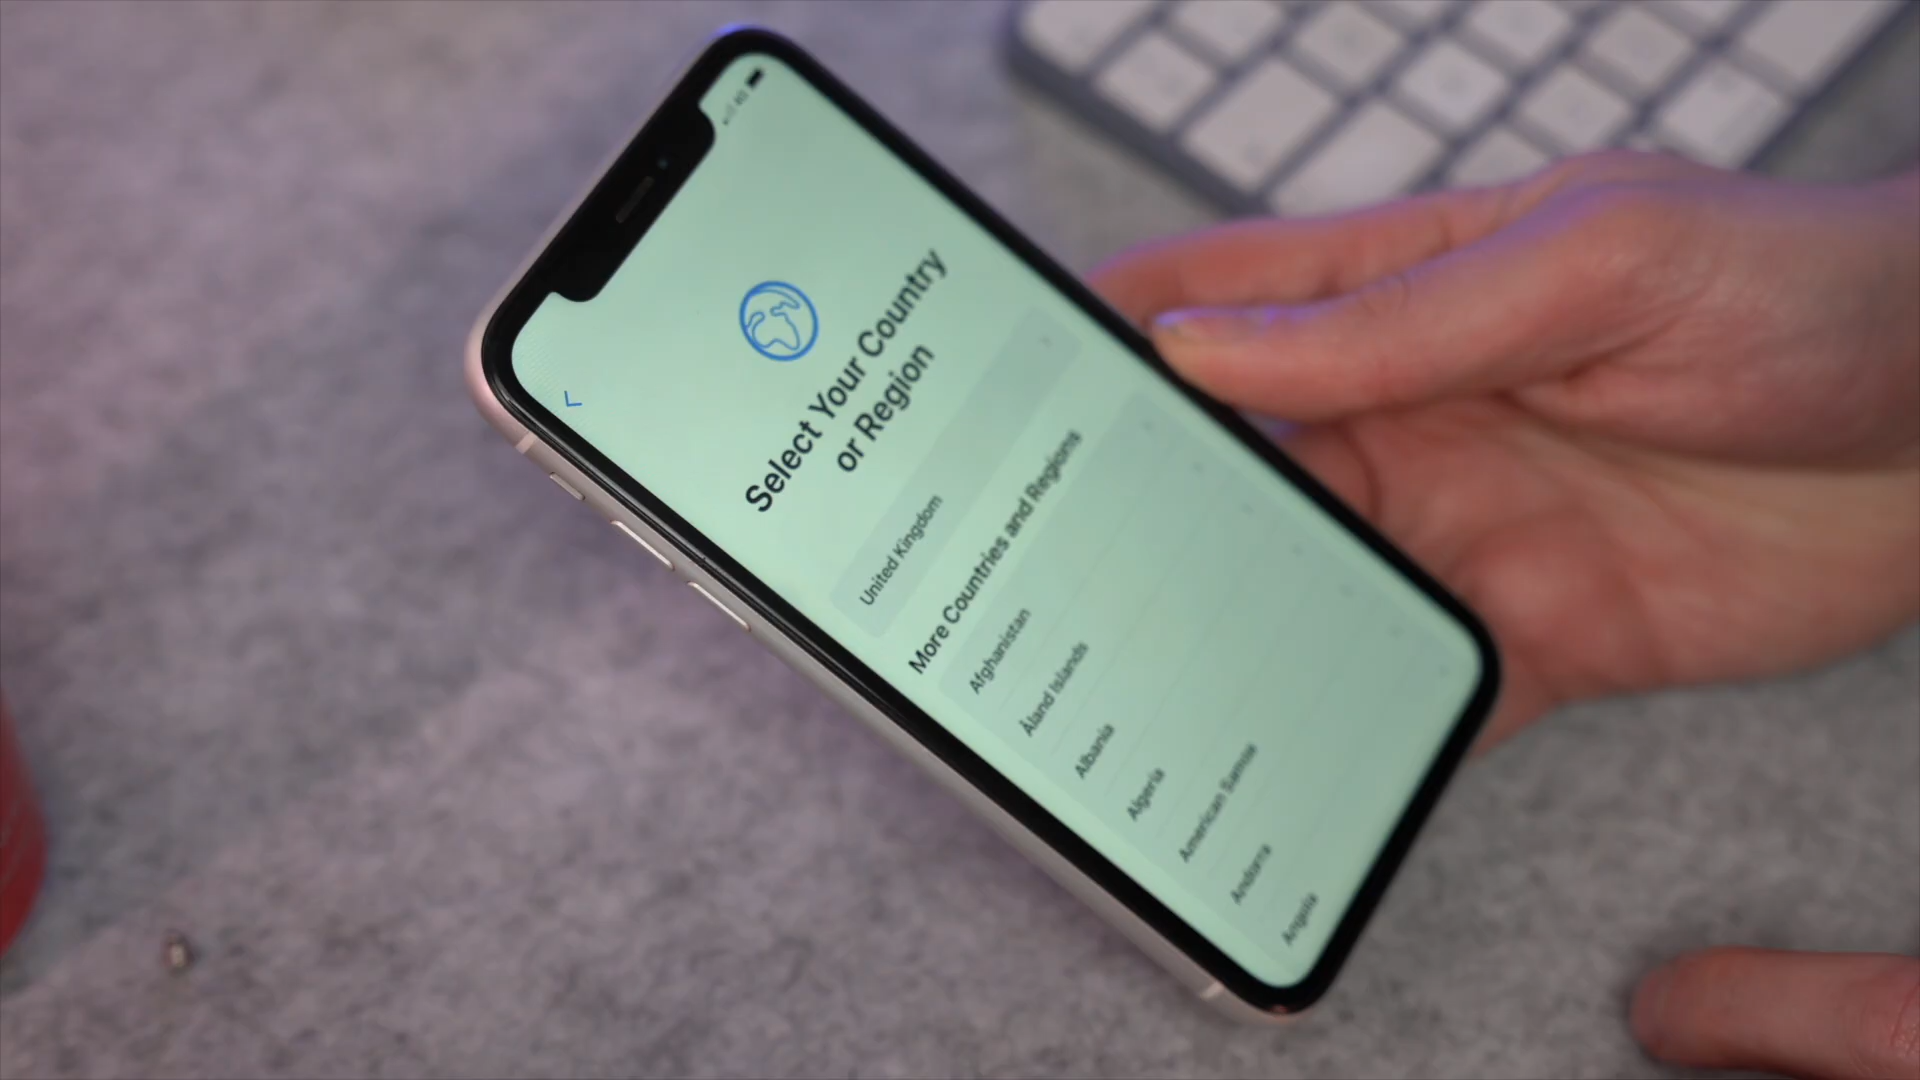 4G
Select Your Country
or Region
United Kingdom
More Countries and Regions
Afghanistan
Åland Islands
Albania
Algeria
American Samoa
Andorra
Angola